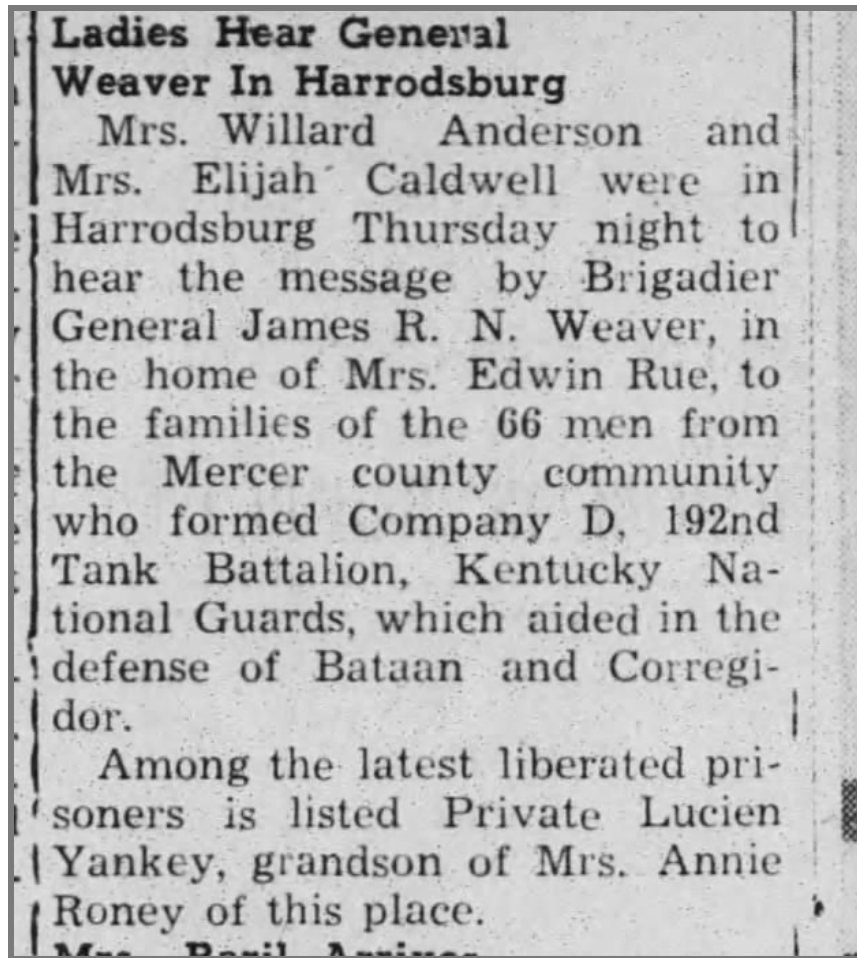 Ladies Hear General
Weaver In Harrodsburg
Mrs. Willard Anderson and
Mrs. Elijah Caldwell were in
Harrodsburg Thursday night to
hear the message by Brigadier
General James R. N. Weaver, in
the home of Mrs. Edwin Rue, to
the families of the 66 men from
the Mercer county community
who formed Company D, 192nd
Tank Battalion, Kentucky Na-
tional Guards, which aided in the
defense of Bataan and Corregi-
dor.
Among the latest liberated pri-
soners is listed Private Lucien
Yankey, grandson of Mrs. Annie
Roney of this place.
Mrs.